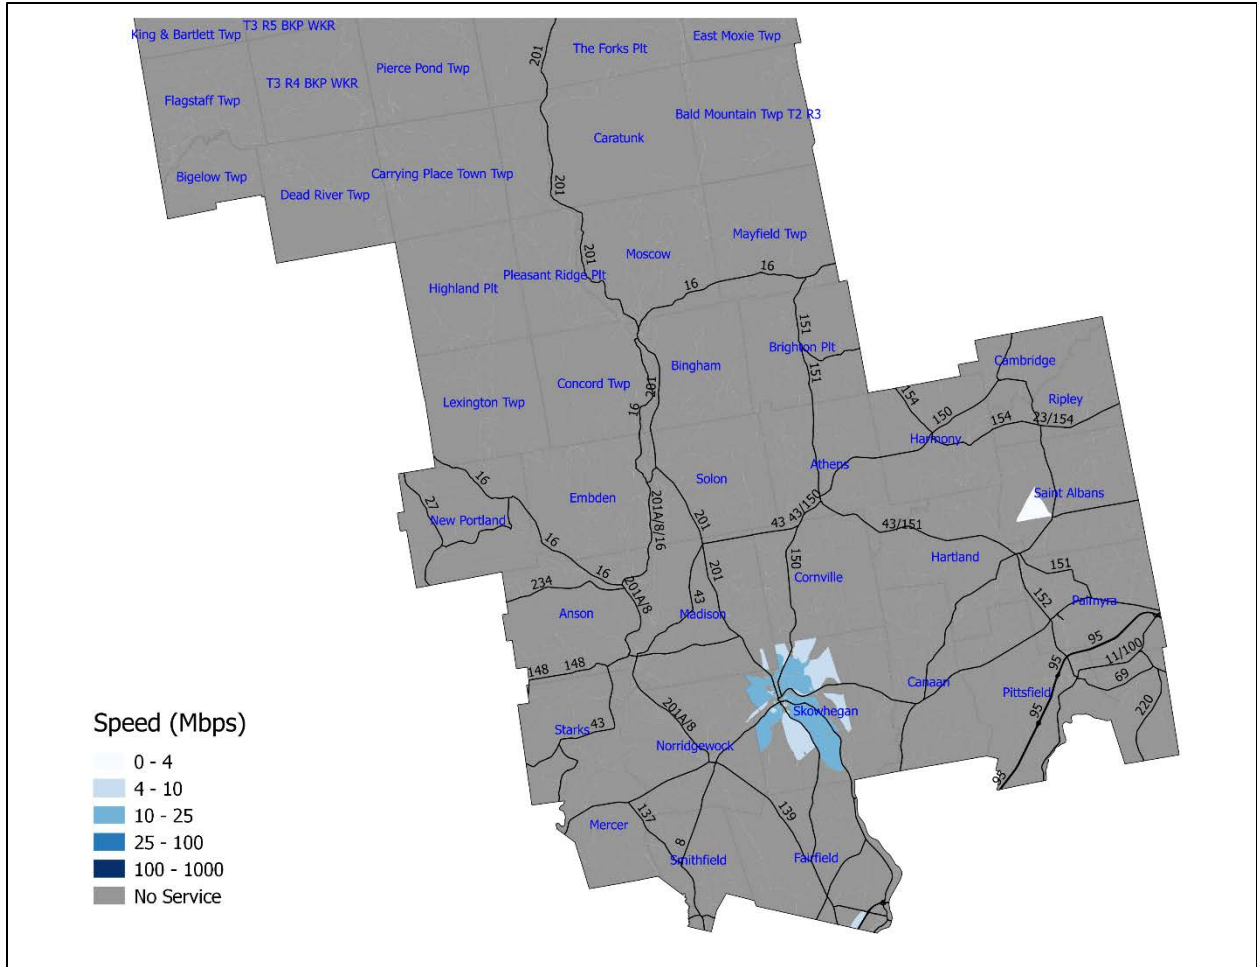 T3 R5 BKP WKR
King & Bartlett Twp
East Moxie Twp
The Forks Plt
201
Pierce Pond Twp
T3 R4 BKP WKR
Flagstaff Twp
Bald Mountain Twp T2 R3
Caratunk
Bigelow Twp
Carrying Place Town Twp
201
Dead River Twp
Mayfield Twp
201
Moscow
16
Pleasant Ridge Plt
16
Highland Plt
151
Brighton Plt
Cambridge
Bingham
151
Concord Twp
201
154
Ripley
Lexington Twp
16
150
154
23/154
Harmony
Athens
16
Solon
Saint Albans
Embden
27
New Portland
201A/8/16
201
43
43/150
43/151
16
Hartland
150
151
16
Cornville
234
201A/8
43
201
152
Palmyra
Anson
Madison
95
11/100
148
148
95
69
Canaan
Pittsfield
220
201A/8
Skowhegan
95
Starks
43
Norridgewock
95
137
139
Mercer
8
Smithfield
Fairfield
Speed (Mbps)
0 - 4
4 - 10
10 - 25
25 - 100
100 - 1000
No Service